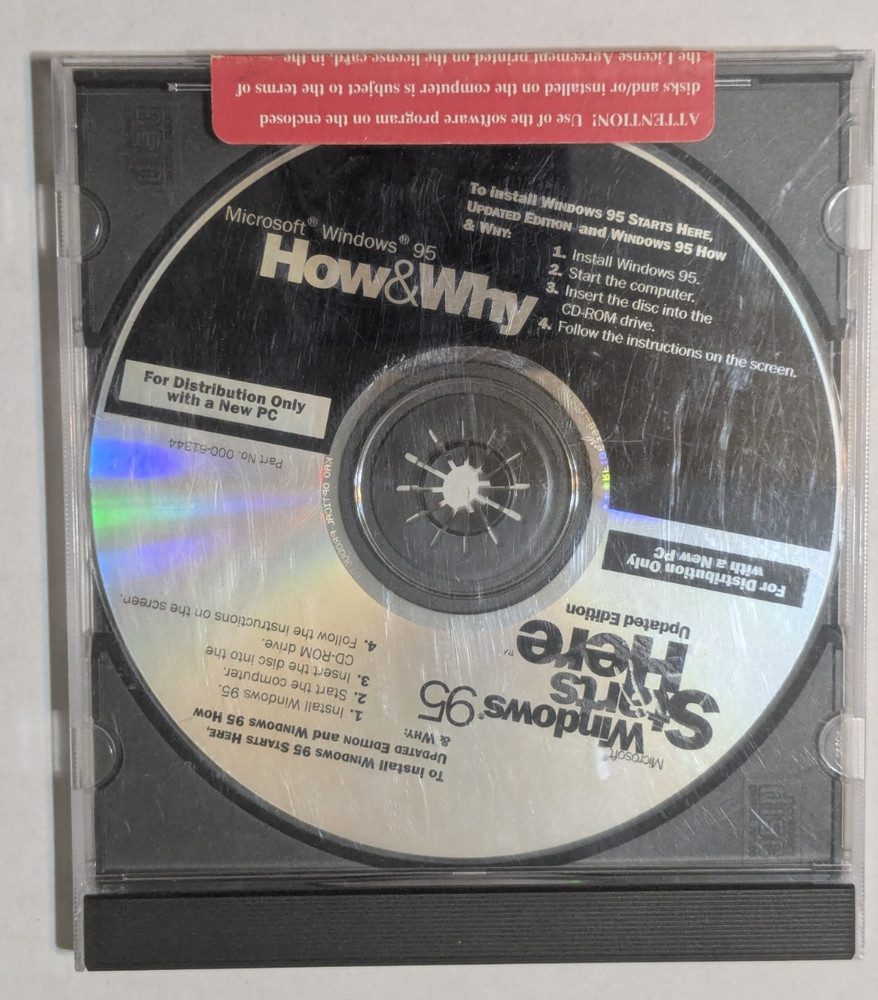 the License Agreement printed on the license card, in the
disks and/or installed on the computer is subject to the terms of
ATTENTION! Use of the software program on the enclosed
Microsoft® Windows® 95
How&Why
To install WINDOWS 95 STARTS HERE,
UPDATED EDITION and WINDOWS 95 HOW
& WHY:
1. Install Windows 95.
2. Start the computer.
3. Insert the disc into the
CD-ROM drive.
4. Follow the instructions on the screen.
For Distribution Only
with a New PC
Part No. 000-61344
For Distribution Only
with a New PC
Microsoft
Windows® 95
Starts
Here™
Updated Edition
To install WINDOWS 95 STARTS HERE,
UPDATED EDITION and WINDOWS 95 HOW
& WHY:
1. Install Windows 95.
2. Start the computer.
3. Insert the disc into the
CD-ROM drive.
4. Follow the instructions on the screen.